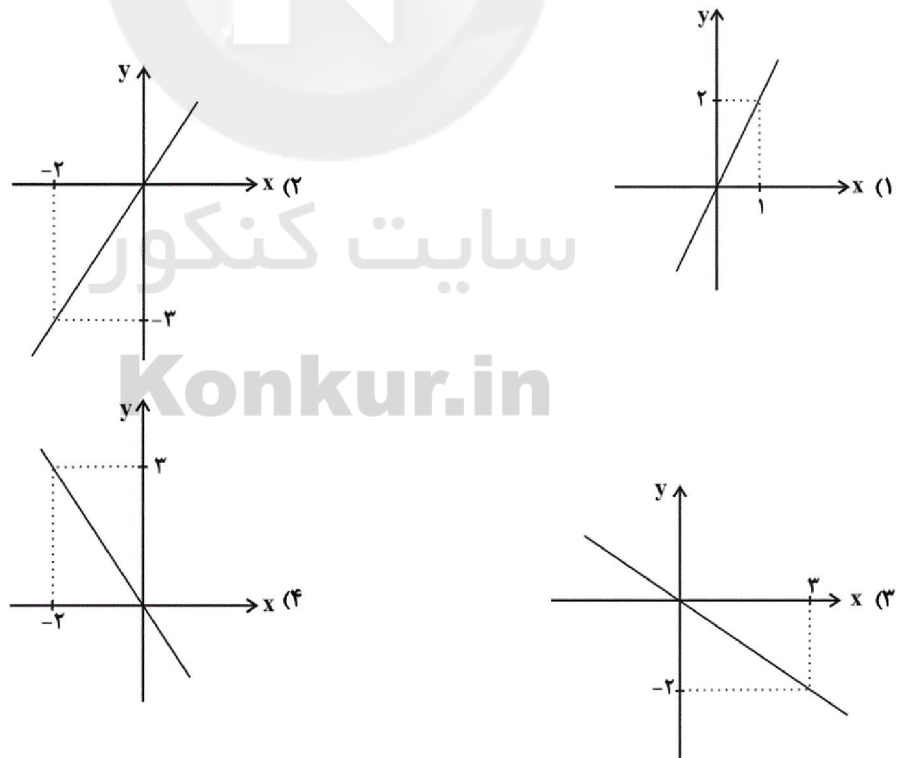 y
۲
x (۱
۱
y
-۲
x (۲
-۳
سایت کنکور
Konkur.in
y
۳
x (۳
-۲
y
۳
x (۴
-۲